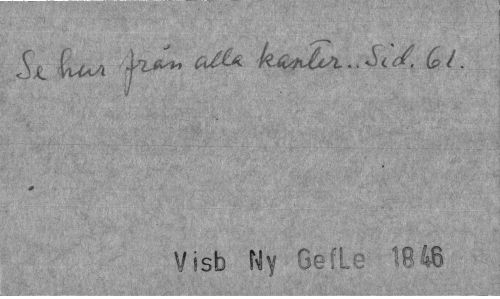 Se hur från alla kanter.. Sid. 61.
Visb Ny GefLe 1846